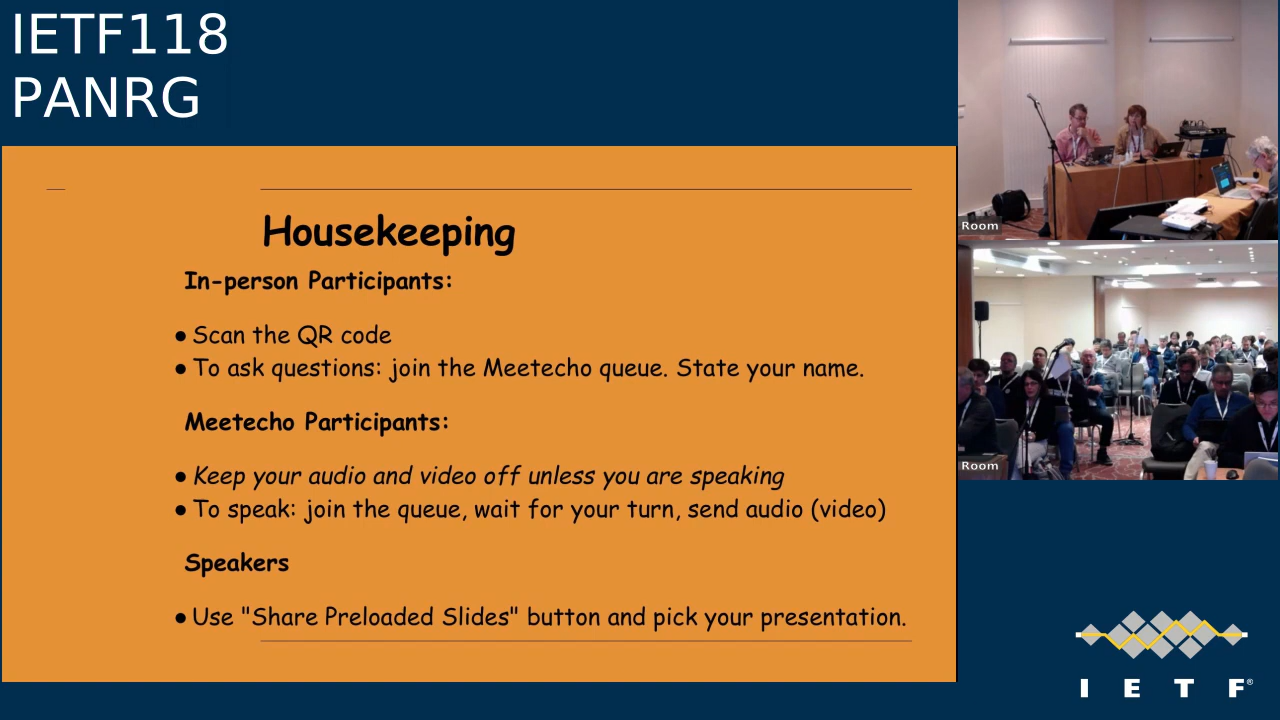 IETF118
PANRG
Housekeeping
In-person Participants:
● Scan the QR code
● To ask questions: join the Meetecho queue. State your name.
Meetecho Participants:
● Keep your audio and video off unless you are speaking
● To speak: join the queue, wait for your turn, send audio (video)
Speakers
● Use "Share Preloaded Slides" button and pick your presentation.
Room
Room
I E T F®